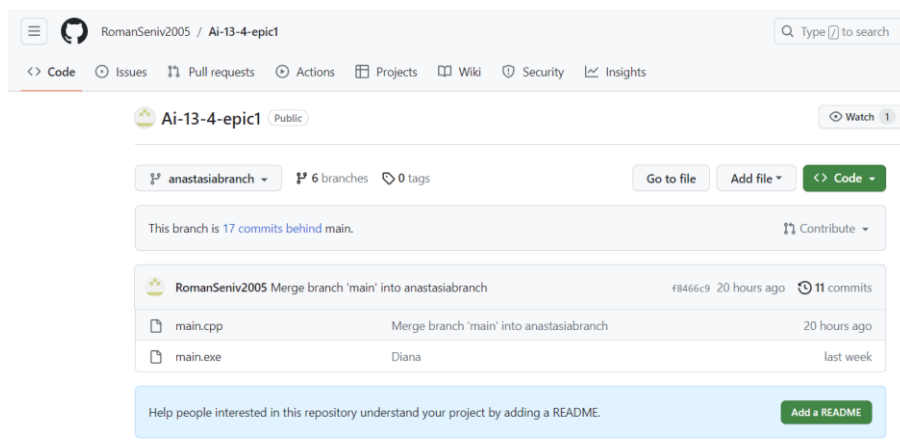 RomanSeniv2005 / Ai-13-4-epic1
Type / to search
<> Code Issues Pull requests Actions Projects Wiki Security Insights
Ai-13-4-epic1 Public
Watch 1
anastasiabranch 6 branches 0 tags
Go to file Add file <> Code
This branch is 17 commits behind main.
Contribute
RomanSeniv2005 Merge branch 'main' into anastasiabranch f8466c9 20 hours ago 11 commits
main.cpp Merge branch 'main' into anastasiabranch 20 hours ago
main.exe Diana last week
Help people interested in this repository understand your project by adding a README.
Add a README